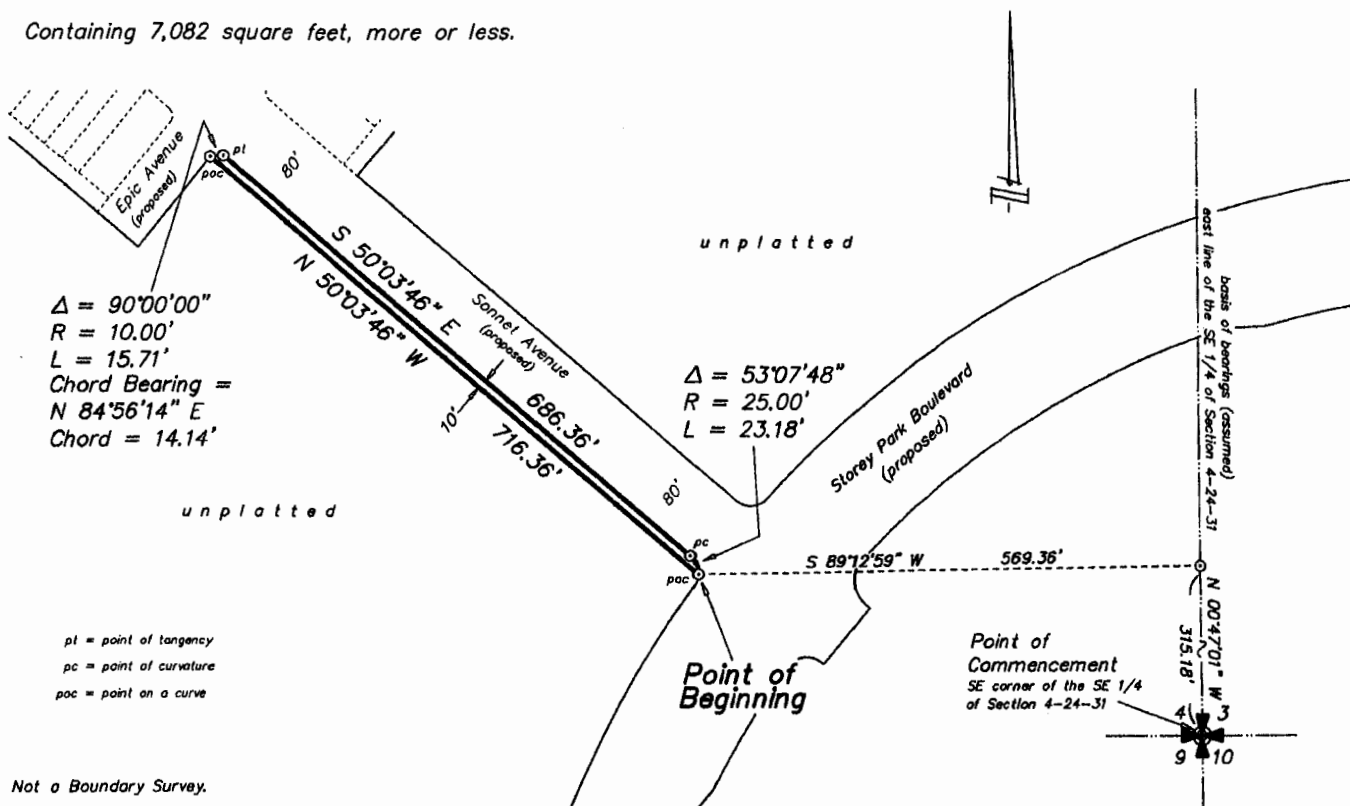 Containing 7,082 square feet, more or less.
Epic Avenue
(proposed)
pt
poc
80'
unplatted
Δ = 90°00'00"
R = 10.00'
L = 15.71'
Chord Bearing =
N 84°56'14" E
Chord = 14.14'
S 50°03'46" E
686.36'
N 50°03'46" W
716.36'
10'
Sonnet Avenue
(proposed)
80'
Δ = 53°07'48"
R = 25.00'
L = 23.18'
Storey Park Boulevard
(proposed)
basis of bearings (assumed)
east line of the SE 1/4 of Section 4-24-31
unplatted
pc
poc
S 89°12'59" W 569.36'
N 00°47'01" W
315.18'
Point of
Beginning
Point of
Commencement
SE corner of the SE 1/4
of Section 4-24-31
4 3
9 10
pt = point of tangency
pc = point of curvature
poc = point on a curve
Not a Boundary Survey.